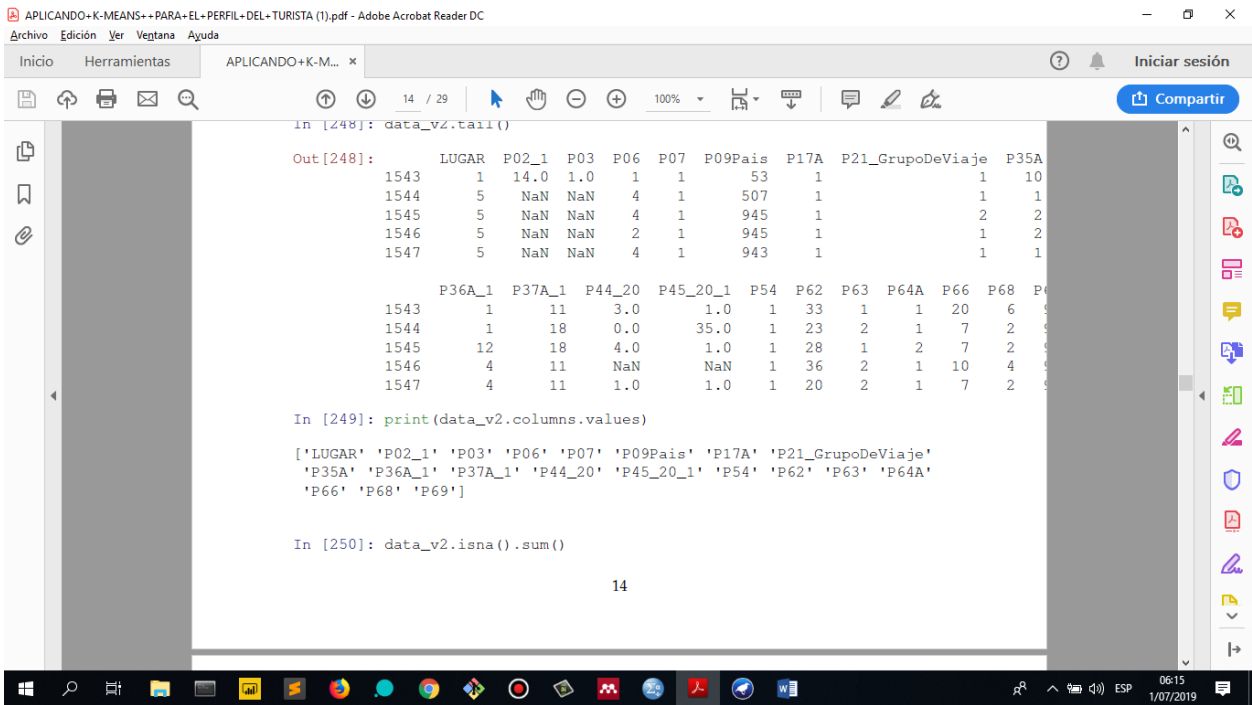 APLICANDO+K-MEANS++PARA+EL+PERFIL+DEL+TURISTA (1).pdf - Adobe Acrobat Reader DC
Archivo Edición Ver Ventana Ayuda
Inicio Herramientas APLICANDO+K-M... × Iniciar sesión
14 / 29 100% Compartir
In [248]: data_v2.tail()
Out[248]: LUGAR P02_1 P03 P06 P07 P09Pais P17A P21_GrupoDeViaje P35A
1543 1 14.0 1.0 1 1 53 1 1 10
1544 5 NaN NaN 4 1 507 1 1 1
1545 5 NaN NaN 4 1 945 1 2 2
1546 5 NaN NaN 2 1 945 1 1 2
1547 5 NaN NaN 4 1 943 1 1 1
P36A_1 P37A_1 P44_20 P45_20_1 P54 P62 P63 P64A P66 P68
1543 1 11 3.0 1.0 1 33 1 1 20 6
1544 1 18 0.0 35.0 1 23 2 1 7 2
1545 12 18 4.0 1.0 1 28 1 2 7 2
1546 4 11 NaN NaN 1 36 2 1 10 4
1547 4 11 1.0 1.0 1 20 2 1 7 2
In [249]: print(data_v2.columns.values)
['LUGAR' 'P02_1' 'P03' 'P06' 'P07' 'P09Pais' 'P17A' 'P21_GrupoDeViaje'
'P35A' 'P36A_1' 'P37A_1' 'P44_20' 'P45_20_1' 'P54' 'P62' 'P63' 'P64A'
'P66' 'P68' 'P69']
In [250]: data_v2.isna().sum()
14
ESP
06:15
1/07/2019